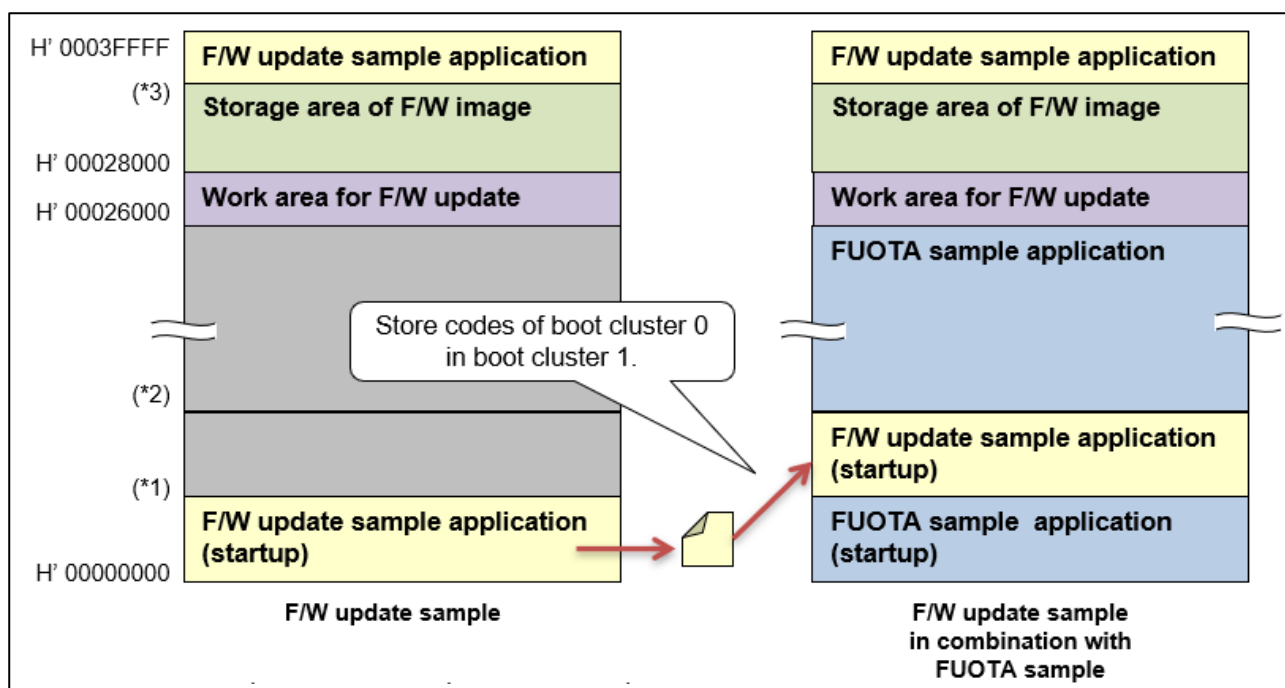 H' 0003FFFF
F/W update sample application
F/W update sample application
(*3)
Storage area of F/W image
Storage area of F/W image
H' 00028000
Work area for F/W update
Work area for F/W update
H' 00026000
FUOTA sample application
Store codes of boot cluster 0
in boot cluster 1.
(*2)
F/W update sample application
(startup)
(*1)
F/W update sample application
(startup)
FUOTA sample  application
(startup)
H' 00000000
F/W update sample
F/W update sample
in combination with
FUOTA sample